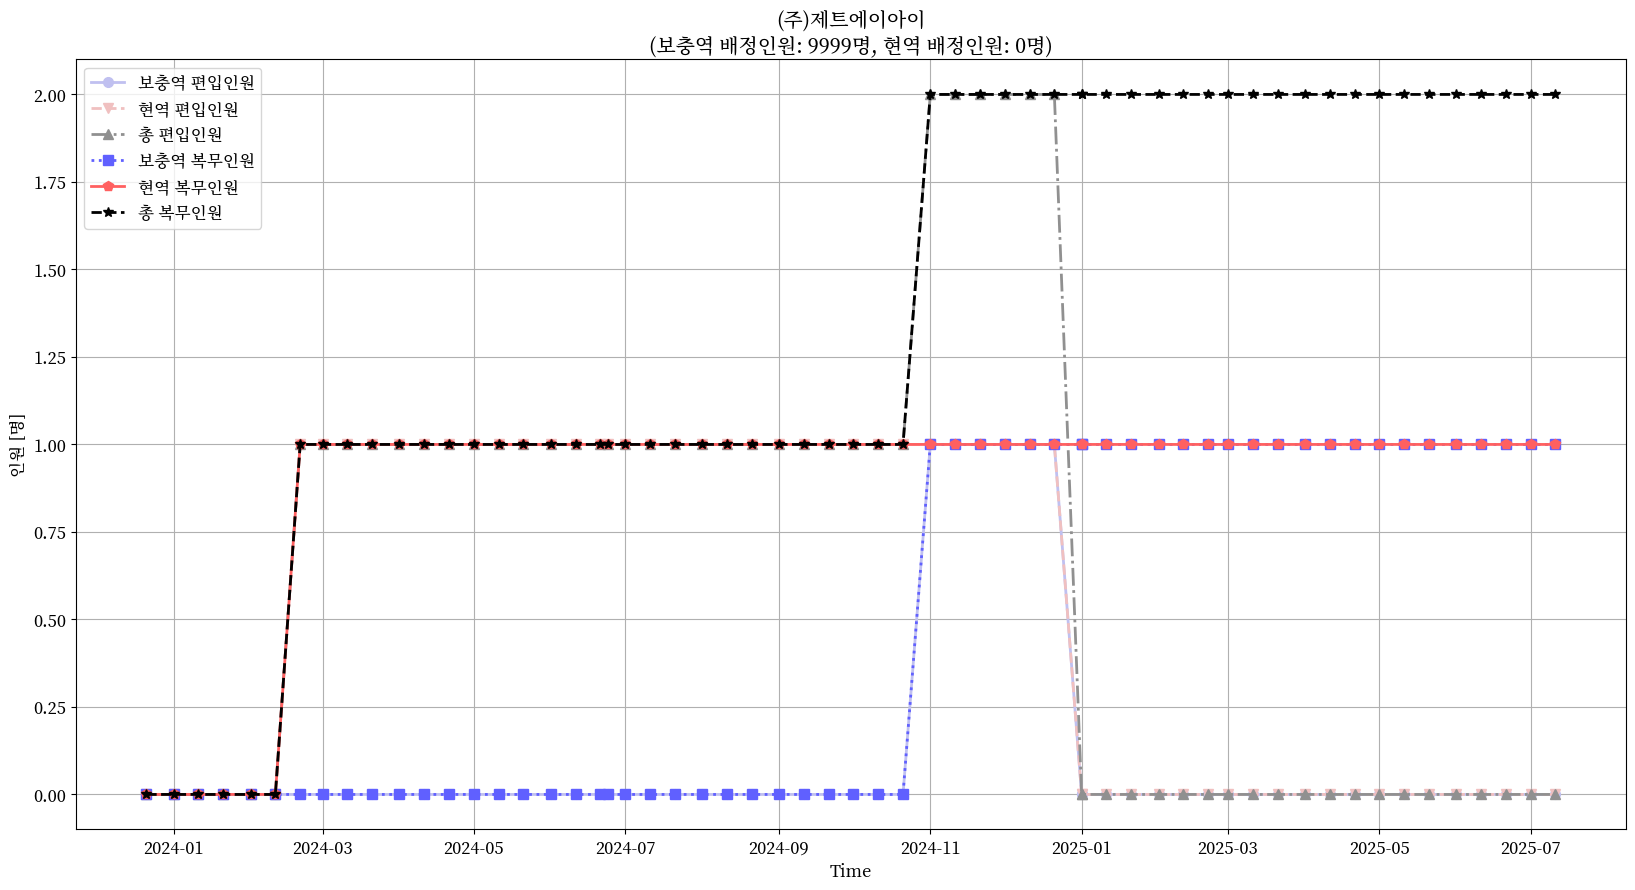 (주)제트에이아이
(보충역 배정인원: 9999명, 현역 배정인원: 0명)
보충역 편입인원
현역 편입인원
총 편입인원
보충역 복무인원
현역 복무인원
총 복무인원
2.00
1.75
1.50
1.25
1.00
0.75
0.50
0.25
0.00
인원 [명]
2024-01 2024-03 2024-05 2024-07 2024-09 2024-11 2025-01 2025-03 2025-05 2025-07
Time